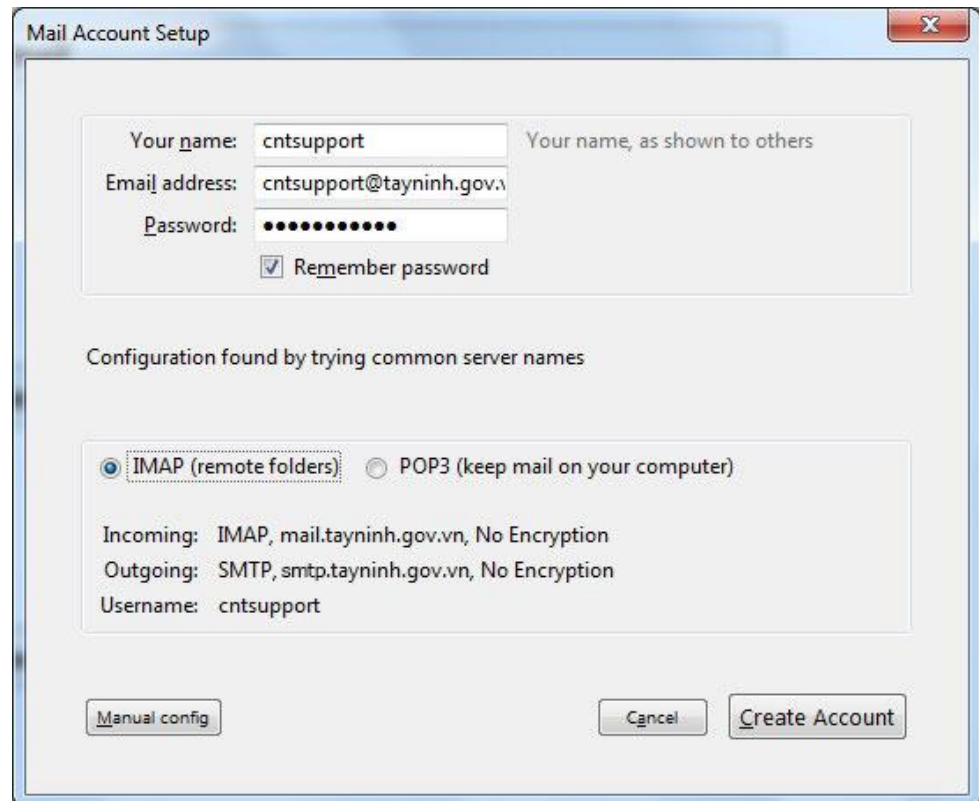 Mail Account Setup
Your name: cntsupport Your name, as shown to others
Email address: cntsupport@tayninh.gov.v
Password: •••••••••••
Remember password
Configuration found by trying common server names
IMAP (remote folders) POP3 (keep mail on your computer)
Incoming: IMAP, mail.tayninh.gov.vn, No Encryption
Outgoing: SMTP, smtp.tayninh.gov.vn, No Encryption
Username: cntsupport
Manual config Cancel Create Account